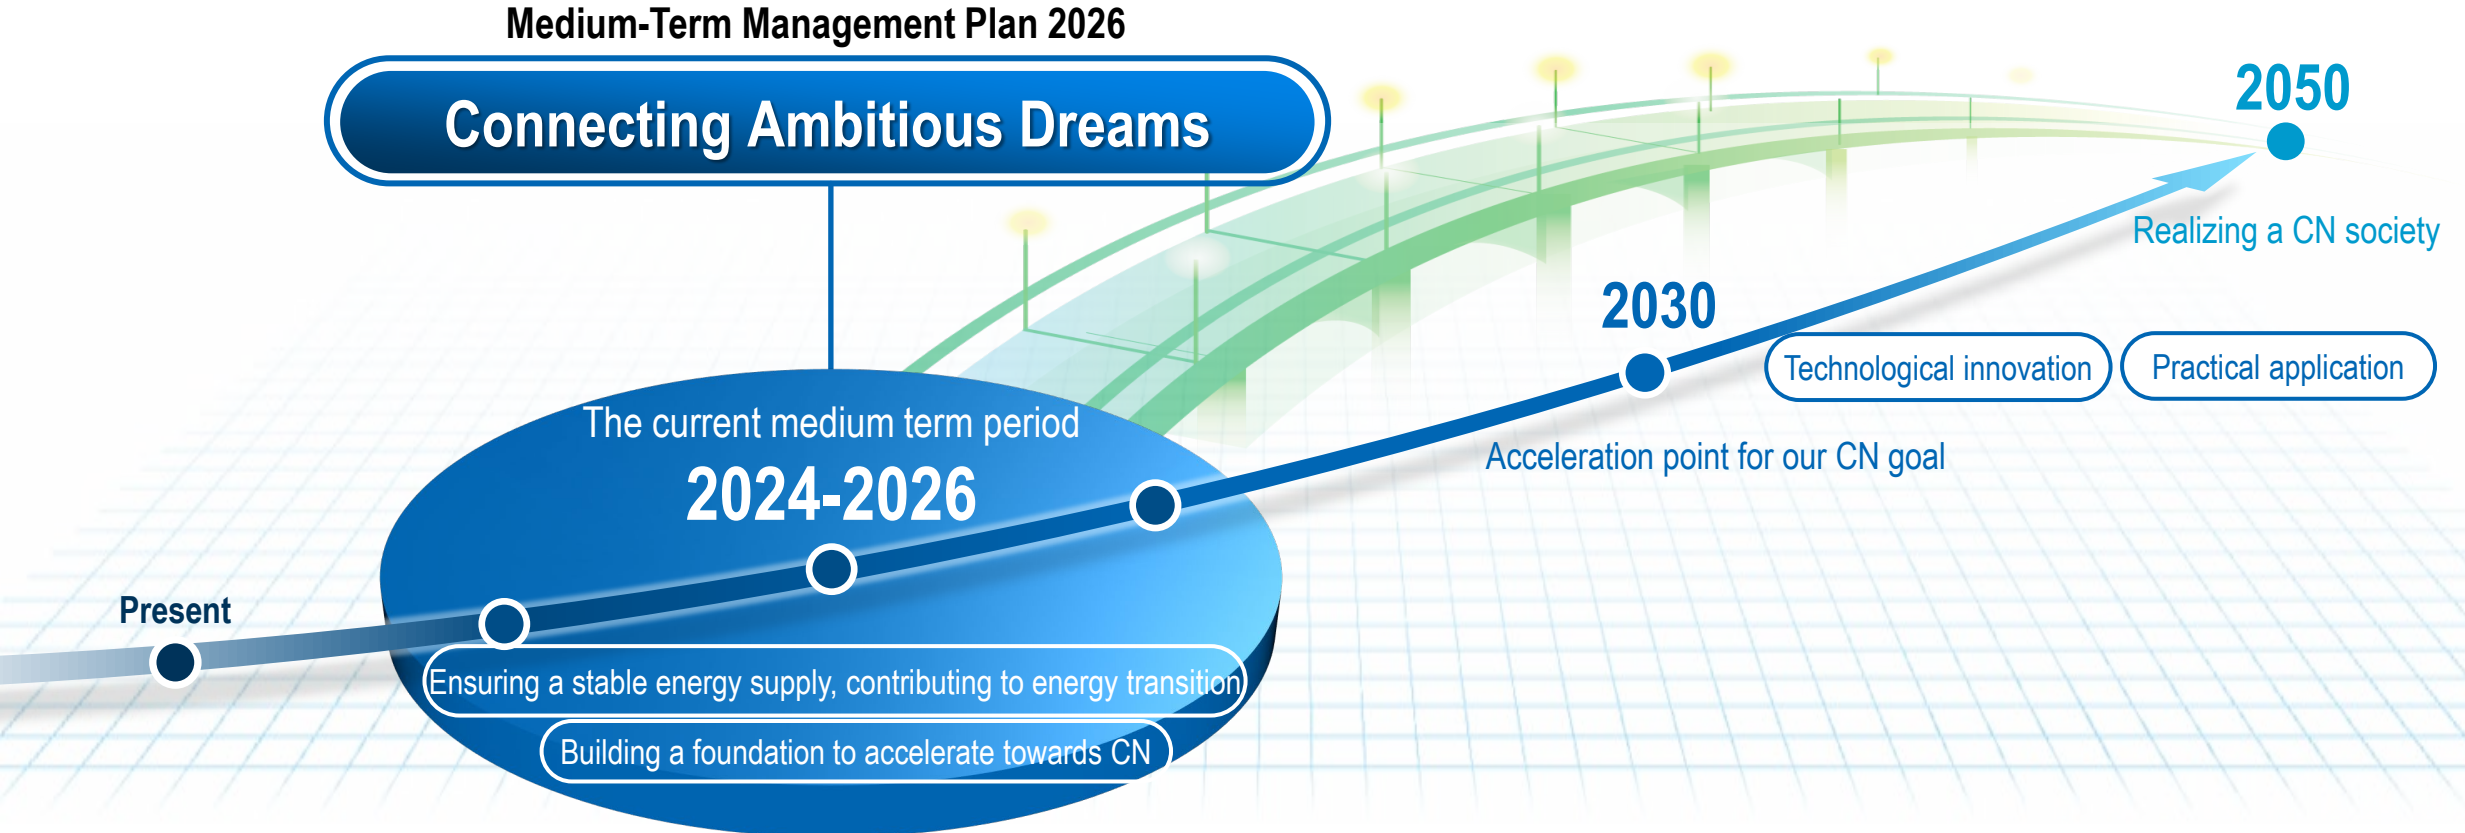 Medium-Term Management Plan 2026
Connecting Ambitious Dreams
2050
Realizing a CN society
2030
Technological innovation
Practical application
Acceleration point for our CN goal
The current medium term period
2024-2026
Present
Ensuring a stable energy supply, contributing to energy transition
Building a foundation to accelerate towards CN